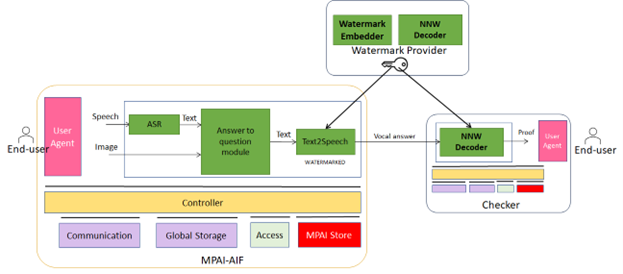 Watermark
Embedder
NNW
Decoder
Watermark Provider
End-user
User
Agent
Speech
ASR
Text
Image
Answer to
question
module
Text
Text2Speech
WATERMARKED
Vocal answer
NNW
Decoder
Proof
User
Agent
End-user
Controller
Checker
Communication
Global Storage
Access
MPAI Store
MPAI-AIF